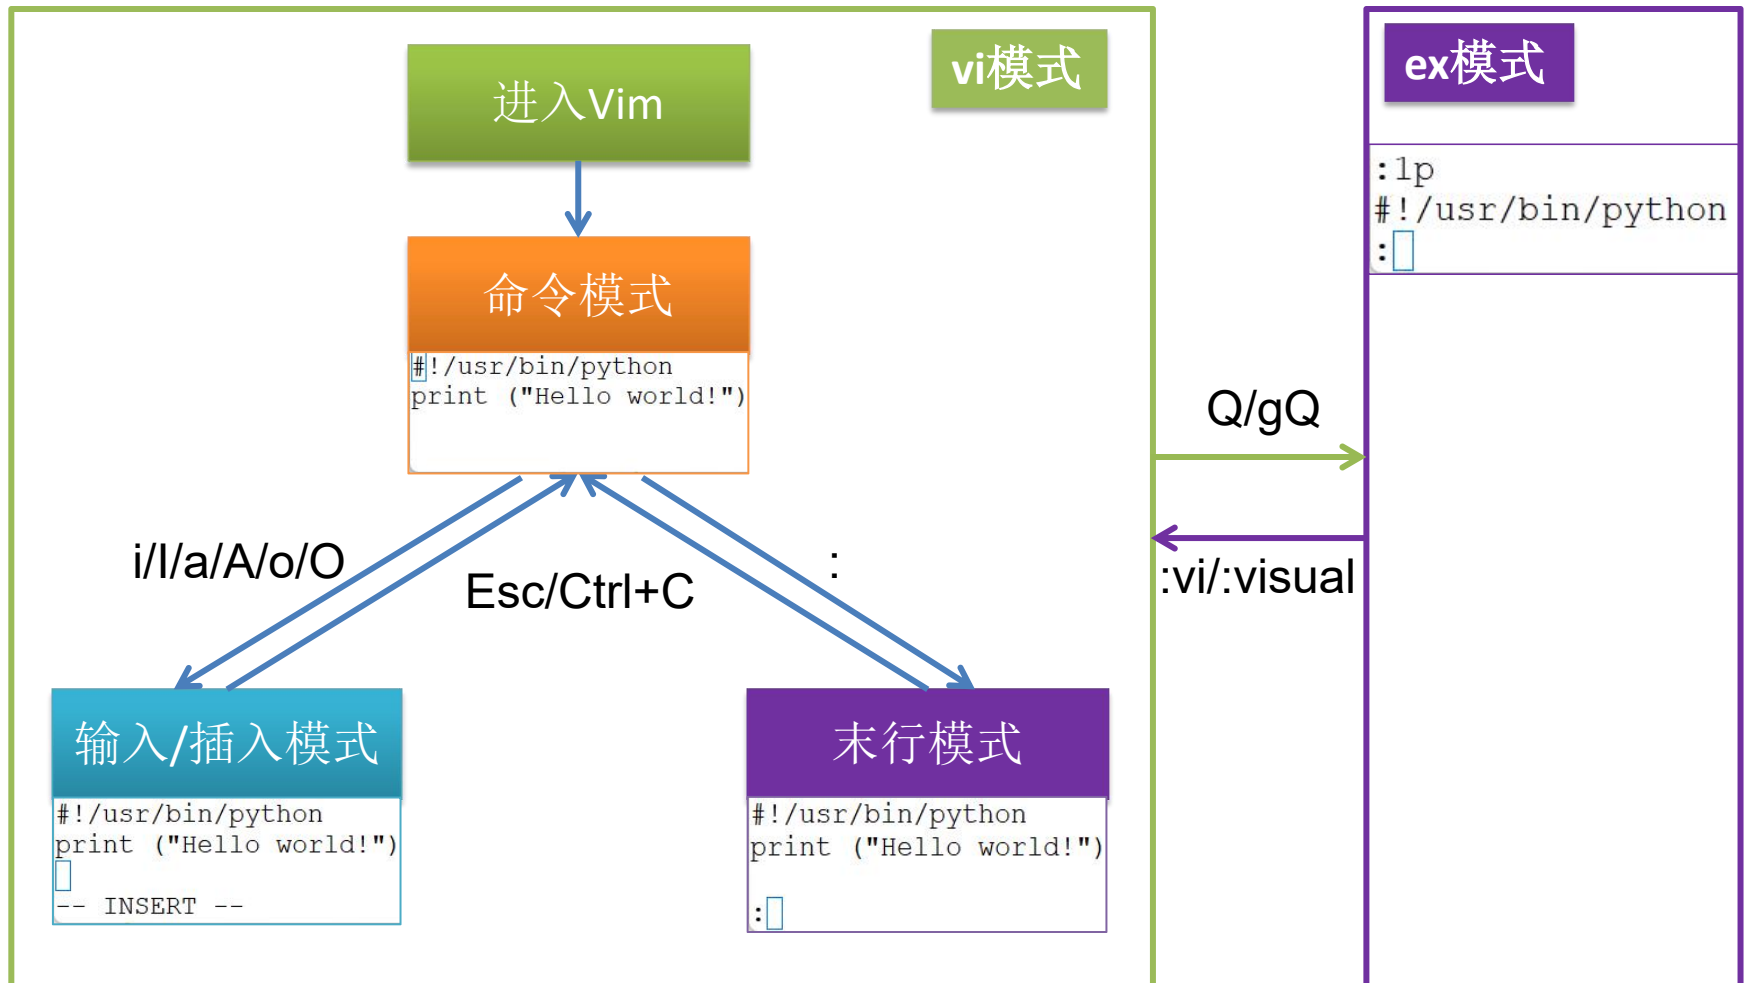 进入Vim
vi模式
ex模式
:1p
#!/usr/bin/python
:
命令模式
#!/usr/bin/python
print ("Hello world!")
Q/gQ
:vi/:visual
i/I/a/A/o/O
Esc/Ctrl+C
:
输入/插入模式
#!/usr/bin/python
print ("Hello world!")
-- INSERT --
末行模式
#!/usr/bin/python
print ("Hello world!")
: